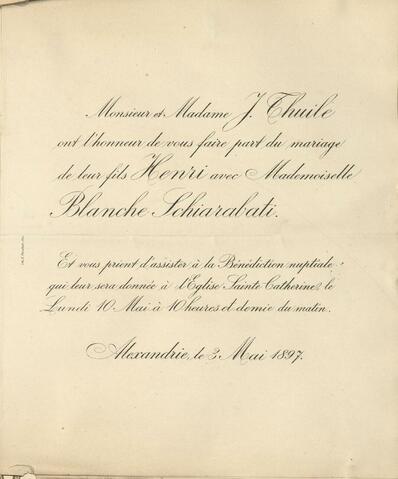 Monsieur et Madame J. Thuile
ont l'honneur de vous faire part du mariage
de leur fils Henri avec Mademoiselle
Blanche Schiarabati.
Et vous prient d'assister à la Bénédiction nuptiale
qui leur sera donnée à l'Eglise Sainte Catherine, le
Lundi 10 Mai à 10 heures et demie du matin.
Alexandrie, le 3 Mai 1897.